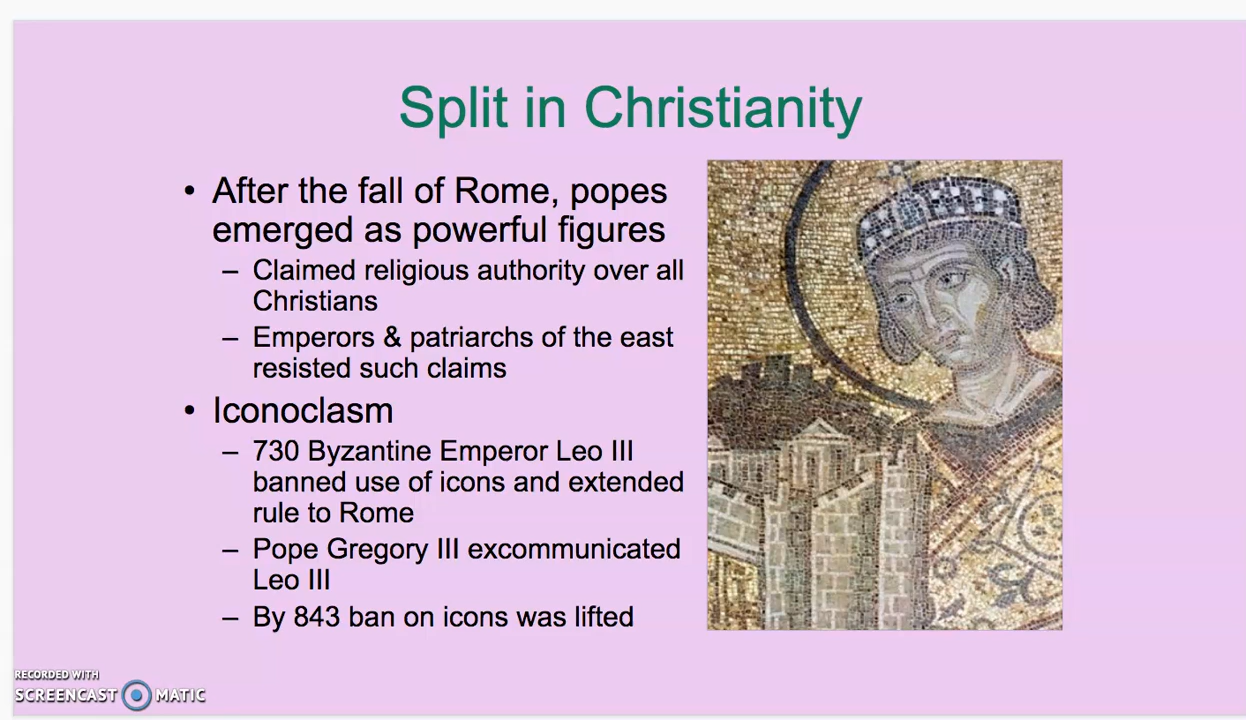 Split in Christianity
• After the fall of Rome, popes
emerged as powerful figures
– Claimed religious authority over all
Christians
– Emperors & patriarchs of the east
resisted such claims
• Iconoclasm
– 730 Byzantine Emperor Leo III
banned use of icons and extended
rule to Rome
– Pope Gregory III excommunicated
Leo III
– By 843 ban on icons was lifted
RECORDED WITH
SCREENCAST MATIC